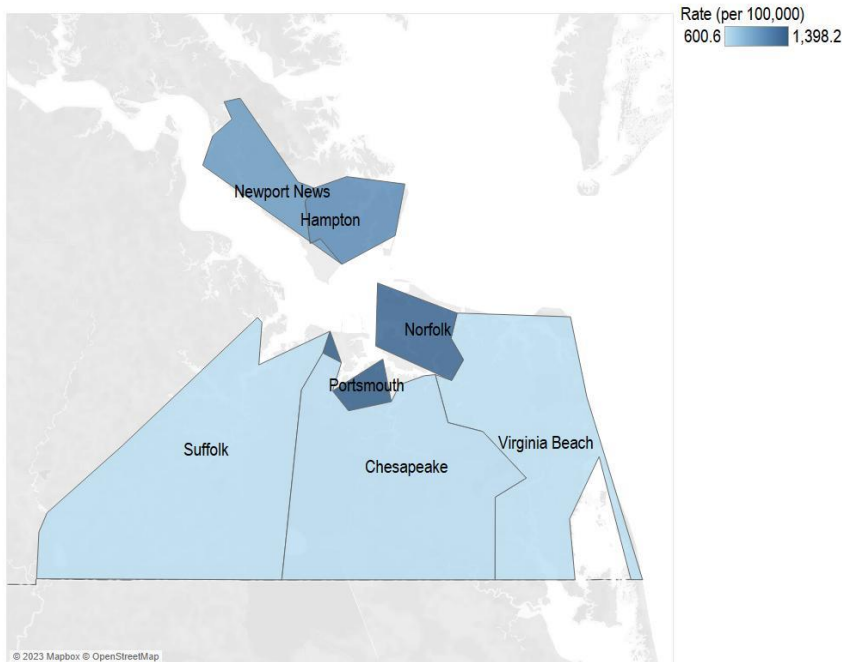 Rate (per 100,000)
600.6 1,398.2
Newport News
Hampton
Norfolk
Portsmouth
Virginia Beach
Suffolk
Chesapeake
© 2023 Mapbox © OpenStreetMap